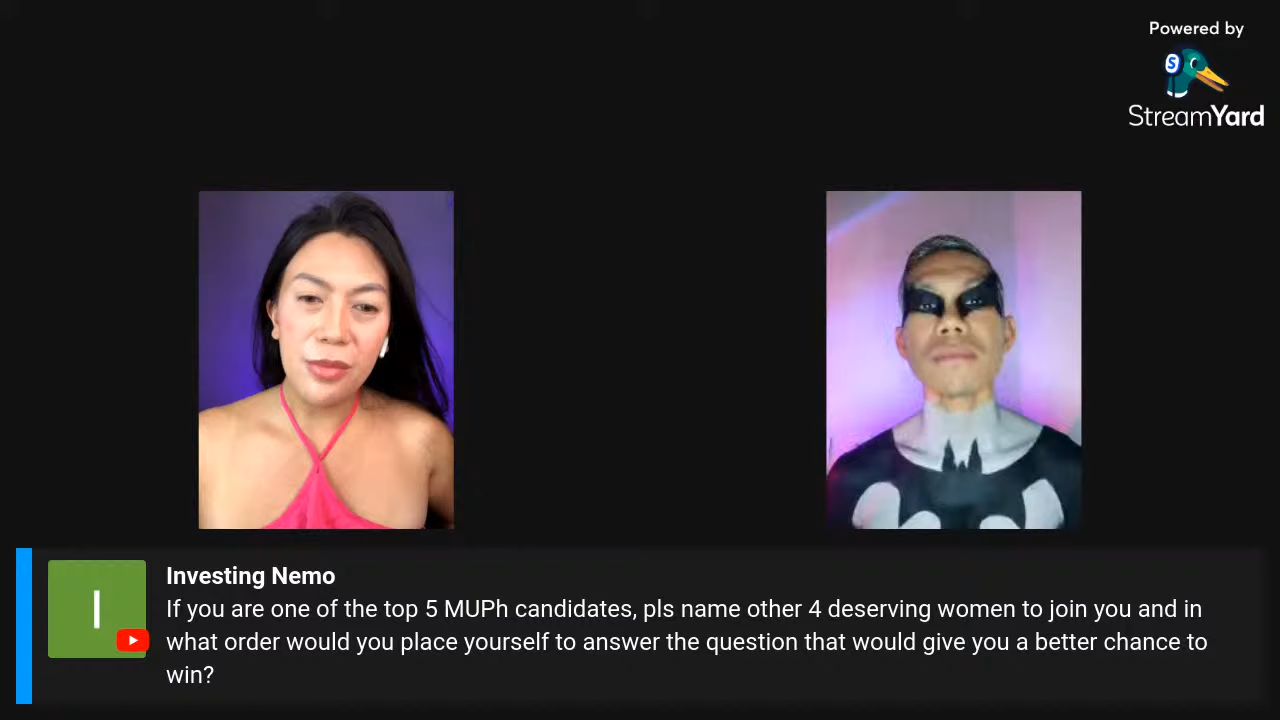 Powered by
S
StreamYard
I
Investing Nemo
If you are one of the top 5 MUPh candidates, pls name other 4 deserving women to join you and in
what order would you place yourself to answer the question that would give you a better chance to
win?